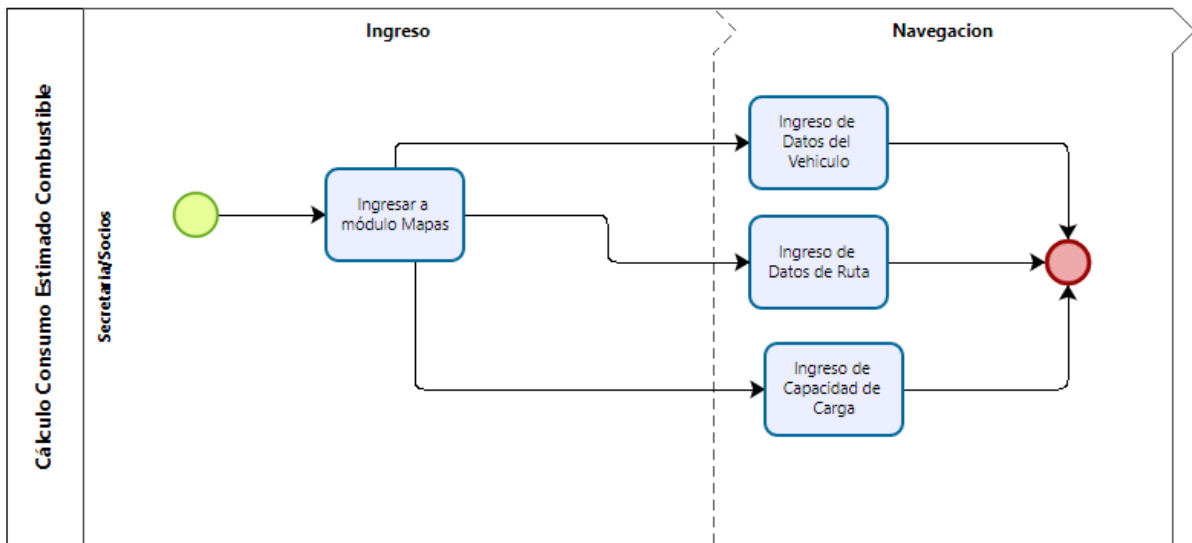 Cálculo Consumo Estimado Combustible
Secretaria/Socios
Ingreso
Navegacion
Ingresar a
módulo Mapas
Ingreso de
Datos del
Vehiculo
Ingreso de
Datos de Ruta
Ingreso de
Capacidad de
Carga